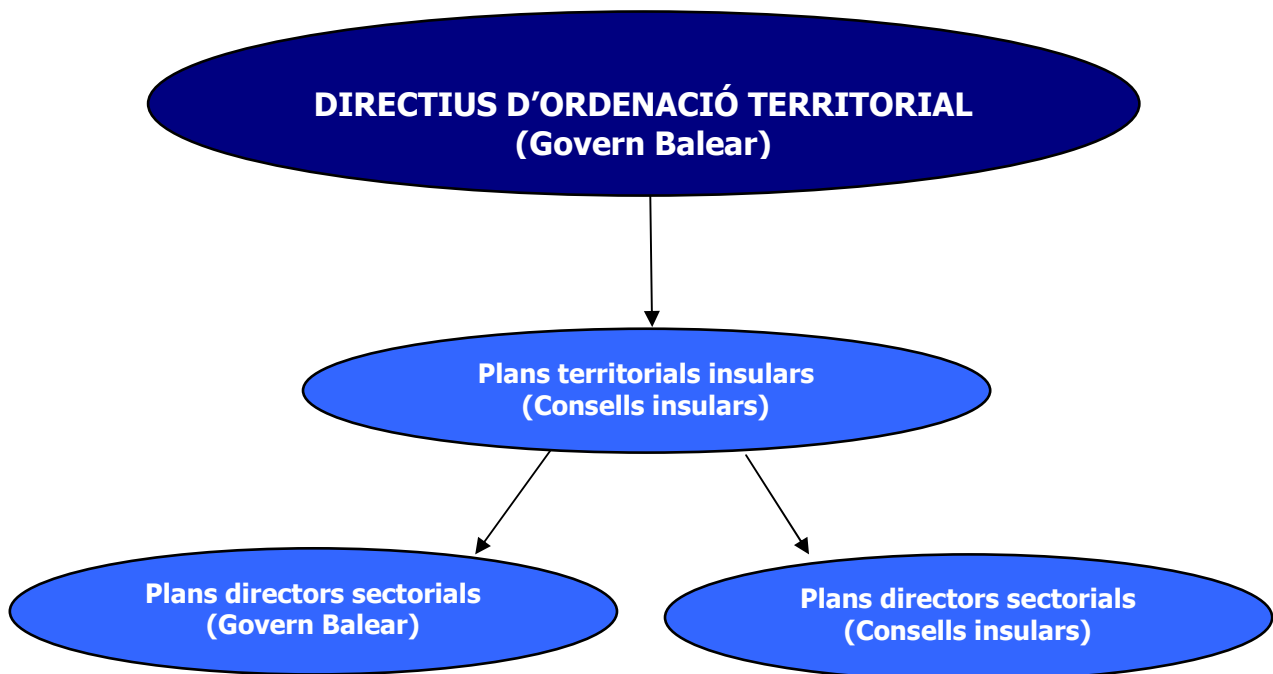 DIRECTIUS D’ORDENACIÓ TERRITORIAL
(Govern Balear)
Plans territorials insulars
(Consells insulars)
Plans directors sectorials
(Govern Balear)
Plans directors sectorials
(Consells insulars)